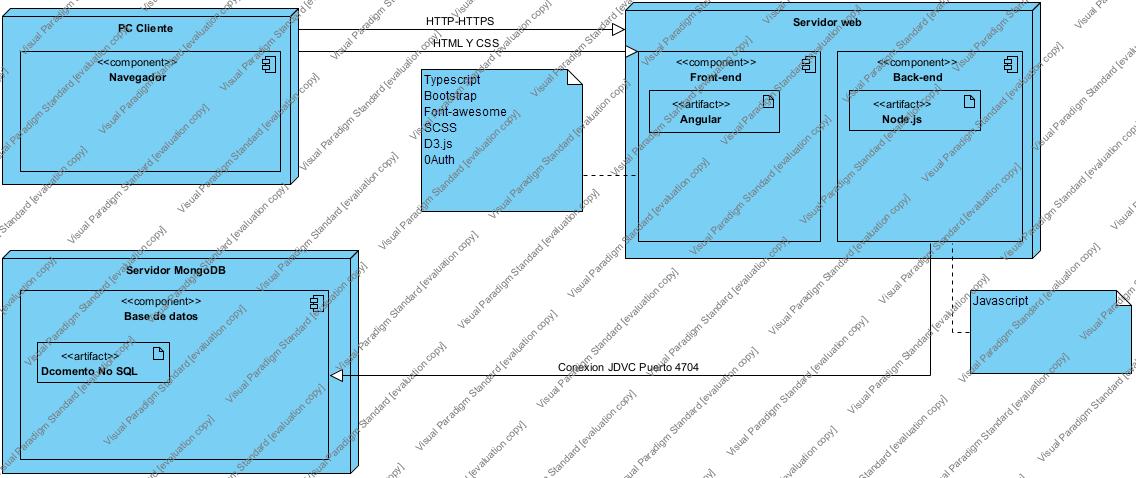 PC Cliente
<<component>>
Navegador
HTTP-HTTPS
HTML Y CSS
Servidor web
<<component>>
Front-end
<<artifact>>
Angular
<<component>>
Back-end
<<artifact>>
Node.js
Typescript
Bootstrap
Font-awesome
SCSS
D3.js
0Auth
Servidor MongoDB
<<component>>
Base de datos
<<artifact>>
Dcomento No SQL
Conexion JDVC Puerto 4704
Javascript
Visual Paradigm Standard [evaluation copy]